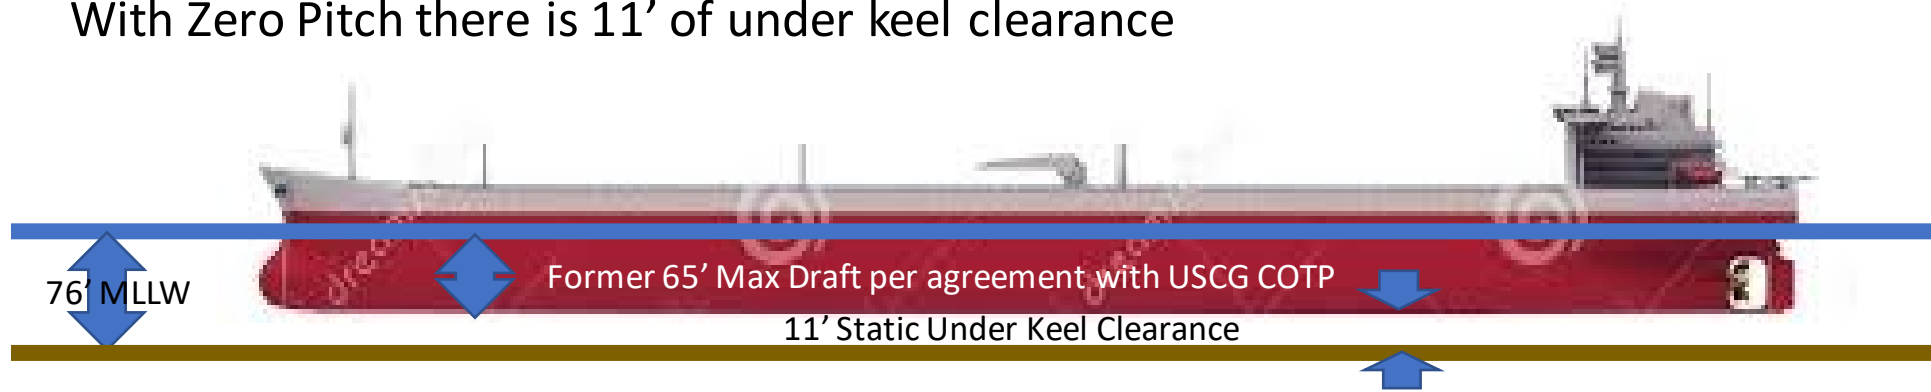 With Zero Pitch there is 11’ of under keel clearance
76’ MLLW
Former 65’ Max Draft per agreement with USCG COTP
11’ Static Under Keel Clearance